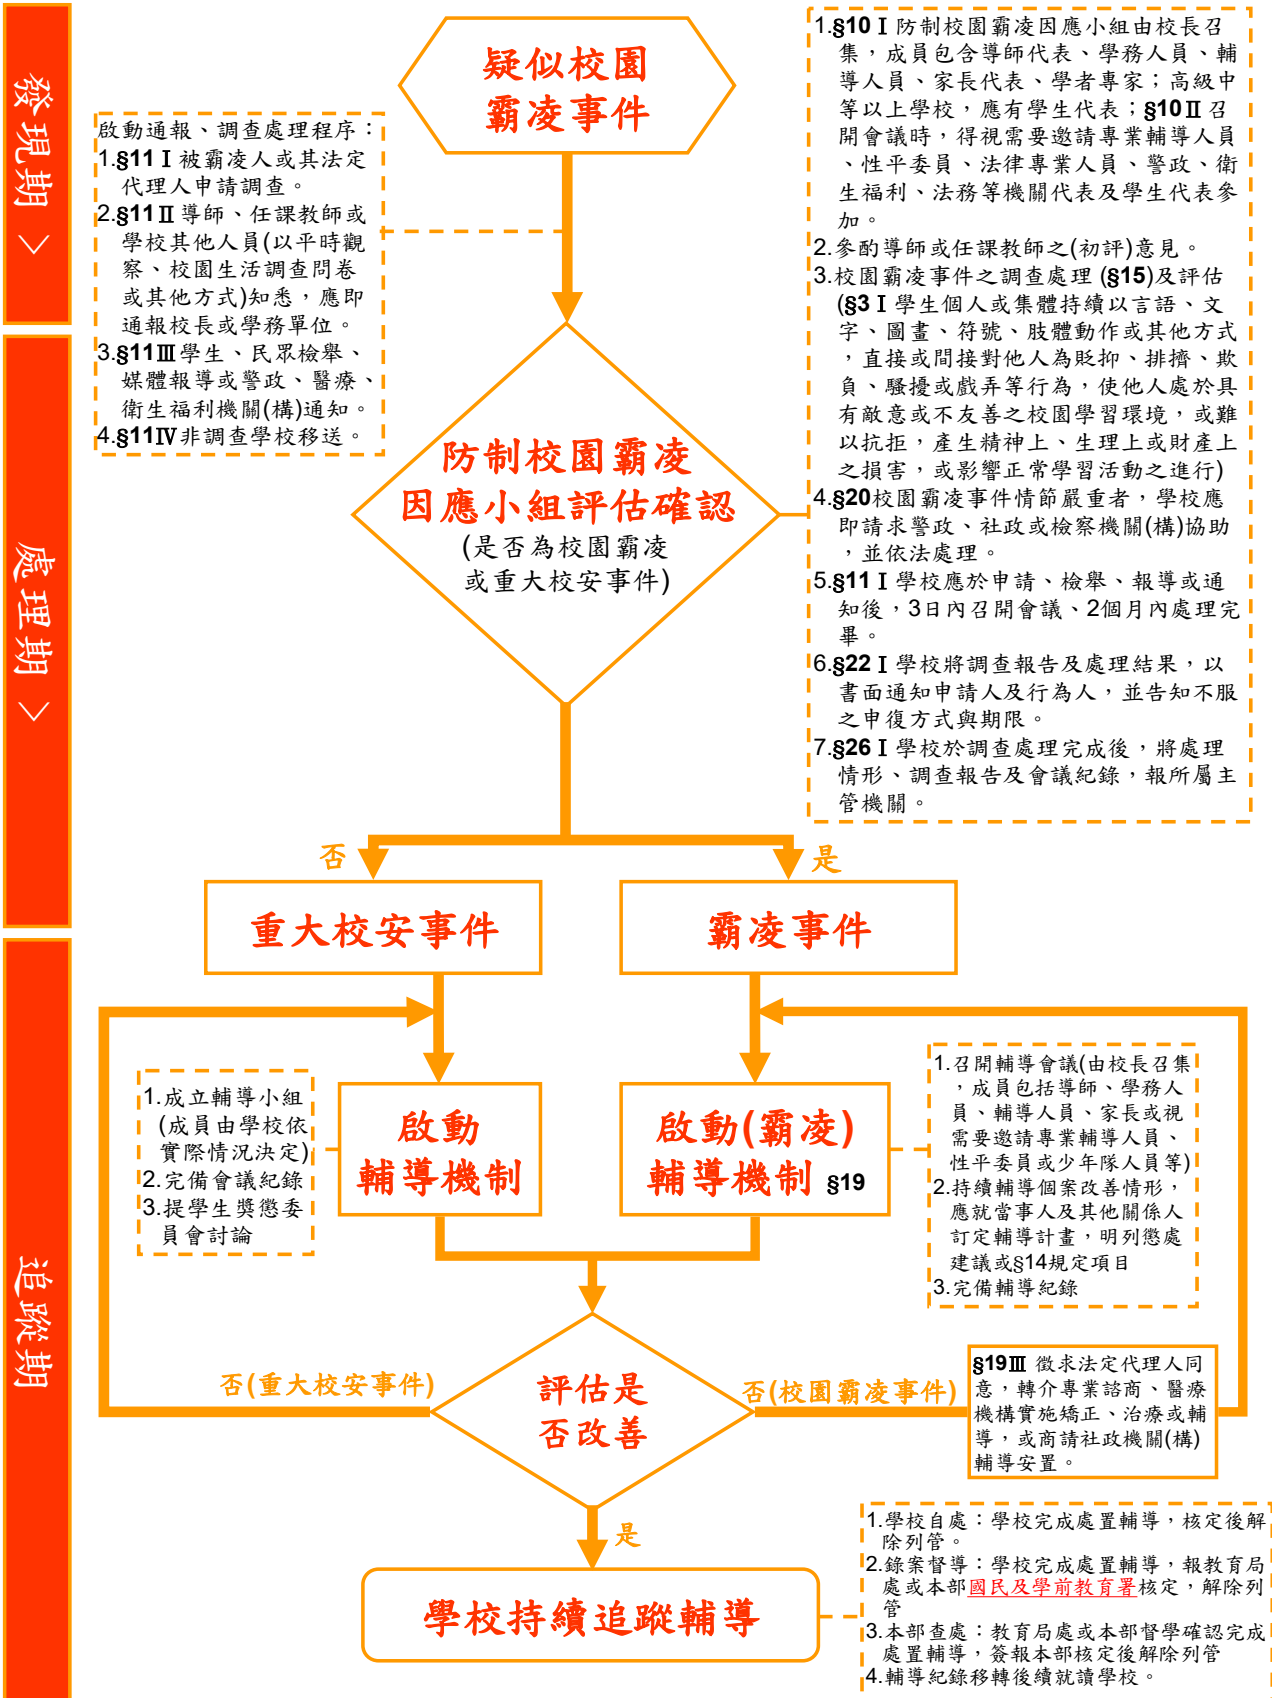 發現期 >
疑似校園
霸凌事件
啟動通報、調查處理程序：
1.§11 I 被霸凌人或其法定
代理人申請調查。
2.§11 Ⅱ 導師、任課教師或
學校其他人員(以平時觀
察、校園生活調查問卷
或其他方式)知悉，應即
通報校長或學務單位。
3.§11Ⅲ學生、民眾檢舉、
媒體報導或警政、醫療、
衛生福利機關(構)通知。
4.§11Ⅳ非調查學校移送。
1.§10 I 防制校園霸凌因應小組由校長召
集，成員包含導師代表、學務人員、輔
導人員、家長代表、學者專家；高級中
等以上學校，應有學生代表；§10Ⅱ 召
開會議時，得視需要邀請專業輔導人員
、性平委員、法律專業人員、警政、衛
生福利、法務等機關代表及學生代表參
加。
2.參酌導師或任課教師之(初評)意見。
3.校園霸凌事件之調查處理 (§15)及評估
(§3 I 學生個人或集體持續以言語、文
字、圖畫、符號、肢體動作或其他方式
，直接或間接對他人為貶抑、排擠、欺
負、騷擾或戲弄等行為，使他人處於具
有敵意或不友善之校園學習環境，或難
以抗拒，產生精神上、生理上或財產上
之損害，或影響正常學習活動之進行)
4.§20校園霸凌事件情節嚴重者，學校應
即請求警政、社政或檢察機關(構)協助
，並依法處理。
5.§11 I 學校應於申請、檢舉、報導或通
知後，3日內召開會議、2個月內處理完
畢。
6.§22 I 學校將調查報告及處理結果，以
書面通知申請人及行為人，並告知不服
之申復方式與期限。
7.§26 I 學校於調查處理完成後，將處理
情形、調查報告及會議紀錄，報所屬主
管機關。
處理期 >
防制校園霸凌
因應小組評估確認
(是否為校園霸凌
或重大校安事件)
否
是
重大校安事件
霸凌事件
追蹤期
1.成立輔導小組
(成員由學校依
實際情況決定)
2.完備會議紀錄
3.提學生獎懲委
員會討論
啟動
輔導機制
啟動(霸凌)
輔導機制 §19
1.召開輔導會議(由校長召集
，成員包括導師、學務人
員、輔導人員、家長或視
需要邀請專業輔導人員、
性平委員或少年隊人員等)
2.持續輔導個案改善情形，
應就當事人及其他關係人
訂定輔導計畫，明列懲處
建議或§14規定項目
3.完備輔導紀錄
否(重大校安事件)
評估是
否改善
否(校園霸凌事件)
§19Ⅲ 徵求法定代理人同
意，轉介專業諮商、醫療
機構實施矯正、治療或輔
導，或商請社政機關(構)
輔導安置。
是
學校持續追蹤輔導
1.學校自處：學校完成處置輔導，核定後解
除列管。
2.錄案督導：學校完成處置輔導，報教育局
處或本部國民及學前教育署核定，解除列
管
3.本部查處：教育局處或本部督學確認完成
處置輔導，簽報本部核定後解除列管
4.輔導紀錄移轉後續就讀學校。